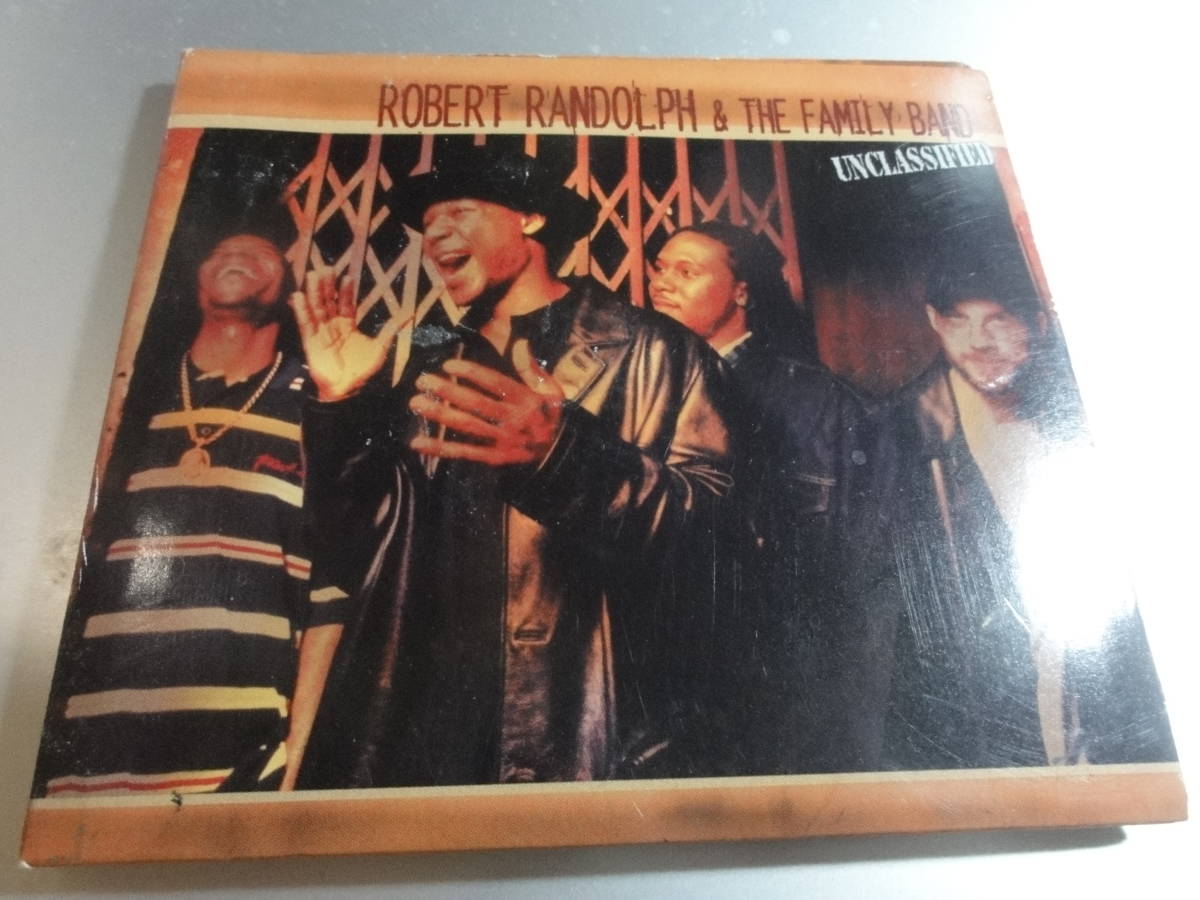 ROBERT RANDOLPH & THE FAMILY BAND
UNCLASSIFIED